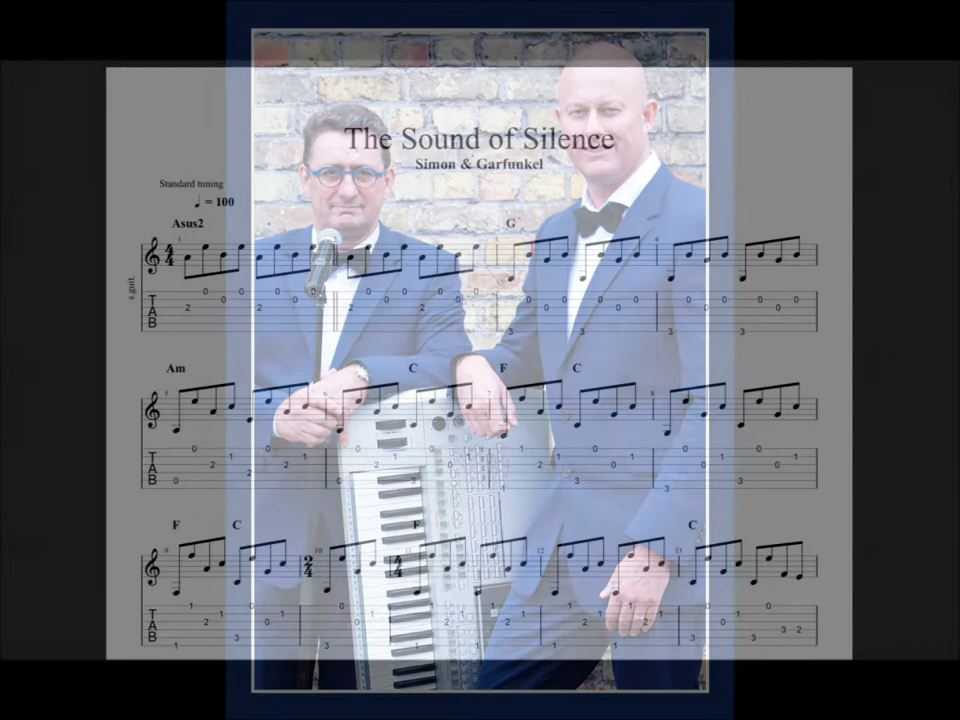 The Sound of Silence
Simon & Garfunkel
Standard tuning
♩ = 100
Asus2 G
s.guit.
Am C F C
F C F C